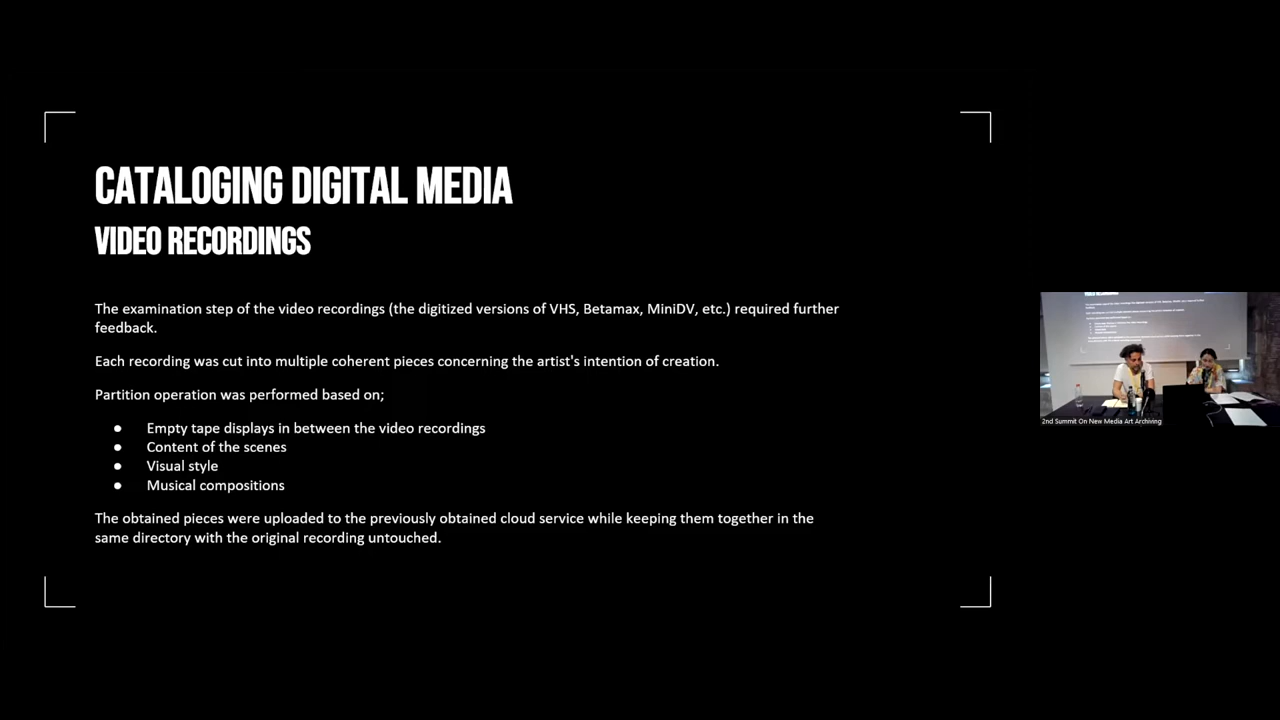 CATALOGING DIGITAL MEDIA
VIDEO RECORDINGS
The examination step of the video recordings (the digitized versions of VHS, Betamax, MiniDV, etc.) required further
feedback.
Each recording was cut into multiple coherent pieces concerning the artist's intention of creation.
Partition operation was performed based on;
● Empty tape displays in between the video recordings
● Content of the scenes
● Visual style
● Musical compositions
The obtained pieces were uploaded to the previously obtained cloud service while keeping them together in the
same directory with the original recording untouched.
2nd Summit On New Media Art Archiving